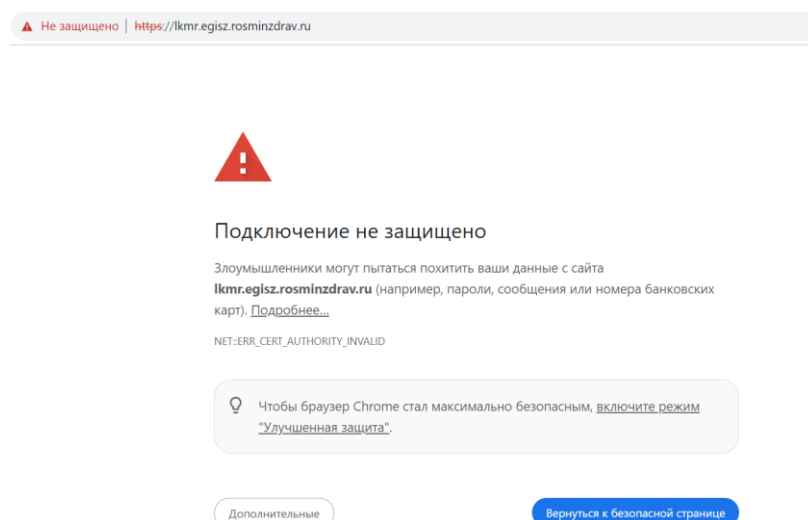 Не защищено | https://lkmr.egisz.rosminzdrav.ru
Подключение не защищено
Злоумышленники могут пытаться похитить ваши данные с сайта
lkmr.egisz.rosminzdrav.ru (например, пароли, сообщения или номера банковских
карт). Подробнее...
NET::ERR_CERT_AUTHORITY_INVALID
Чтобы браузер Chrome стал максимально безопасным, включите режим
"Улучшенная защита".
Дополнительные
Вернуться к безопасной странице